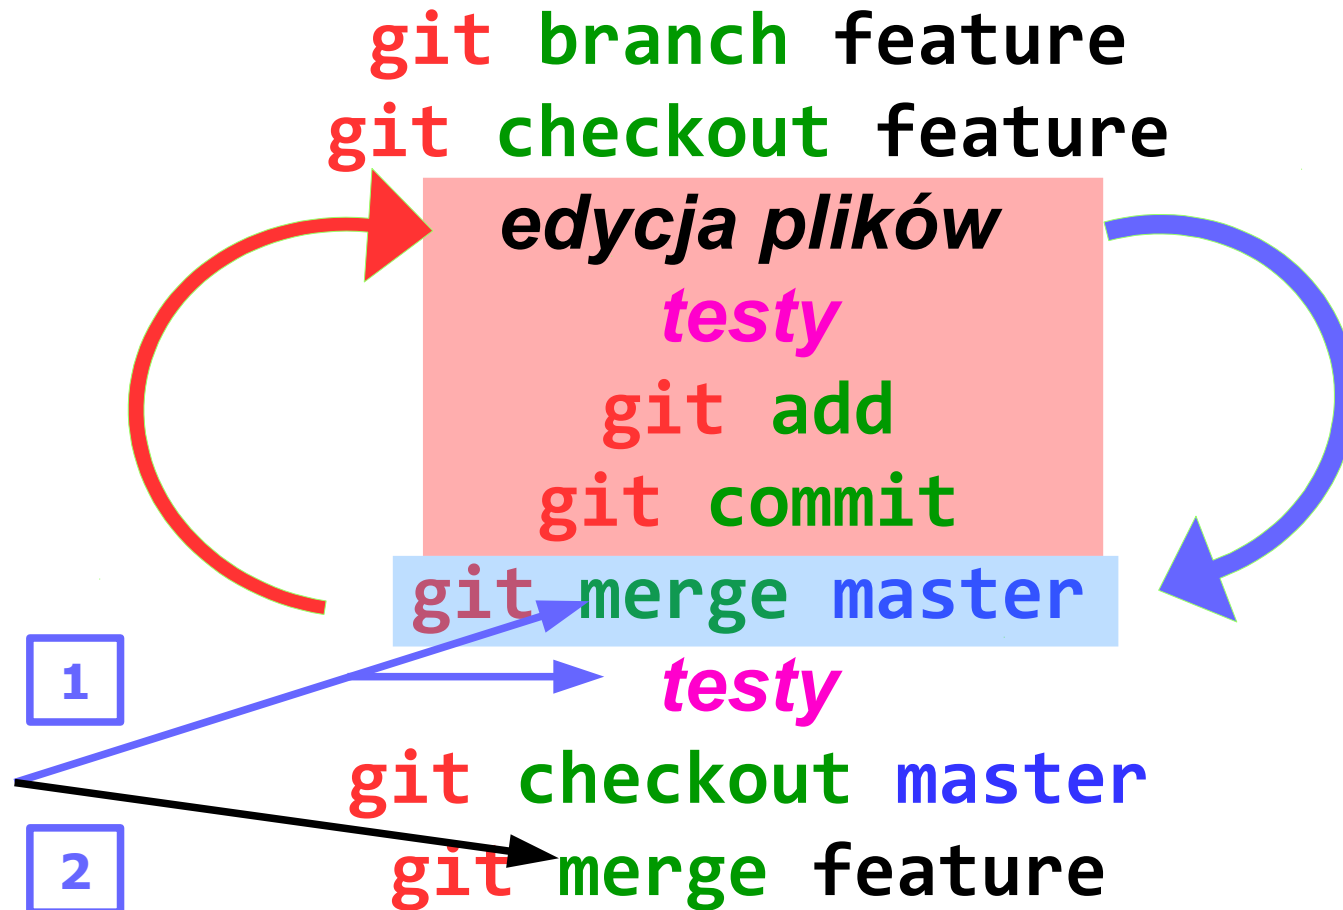 git branch feature
git checkout feature
edycja plików
testy
git add
git commit
git merge master
1
testy
git checkout master
2
git merge feature